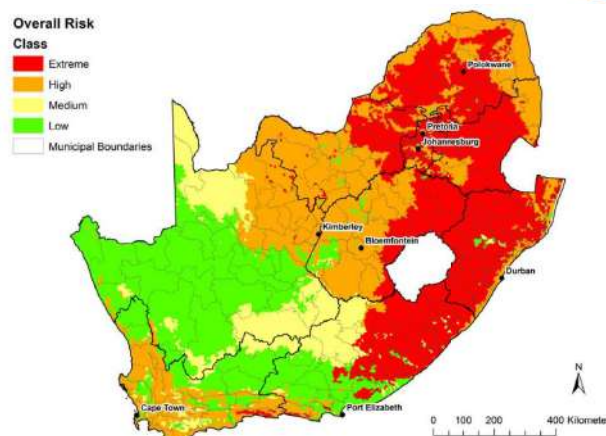 Overall Risk
Class
Extreme
High
Medium
Low
Municipal Boundaries
Polokwane
Pretoria
Johannesburg
Kimberley
Bloemfontein
Durban
Cape Town
Port Elizabeth
N
0 100 200 400 Kilomete